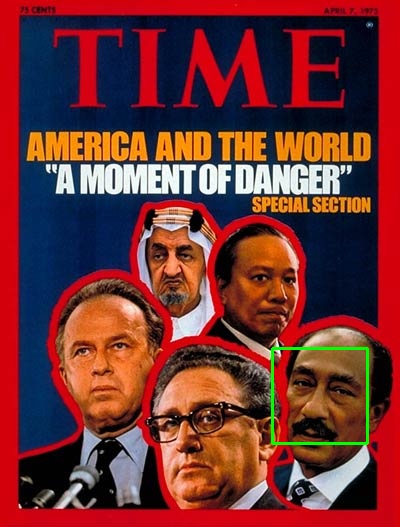 75 CENTS
APRIL 7, 1975
TIME
AMERICA AND THE WORLD
"A MOMENT OF DANGER"
SPECIAL SECTION